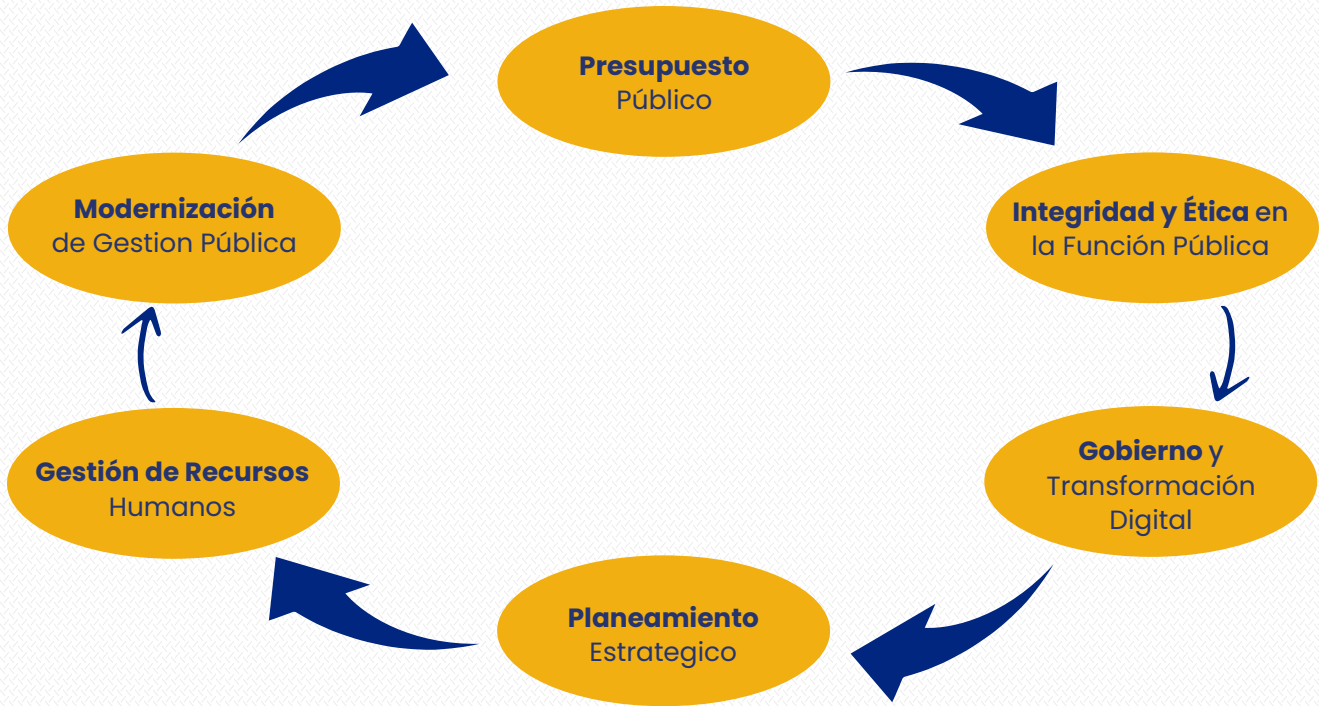 Presupuesto
Público
Integridad y Ética en
la Función Pública
Gobierno y
Transformación
Digital
Planeamiento
Estrategico
Gestión de Recursos
Humanos
Modernización
de Gestion Pública